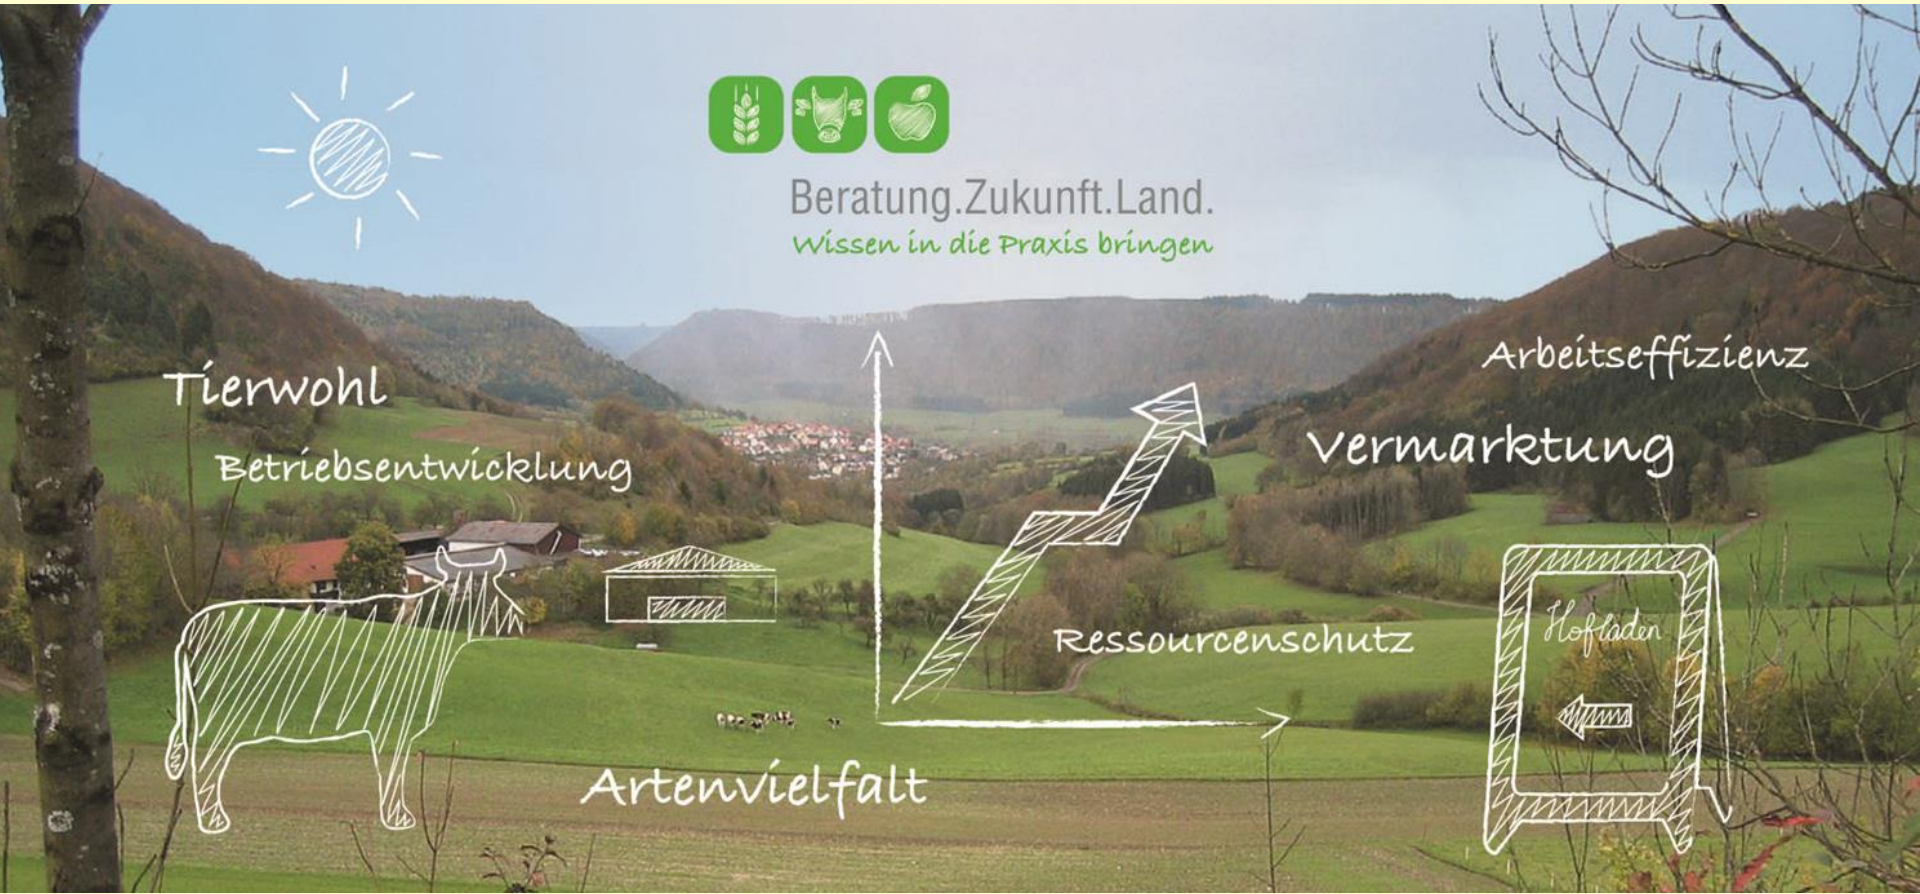 Beratung.Zukunft.Land.
Wissen in die Praxis bringen
Tierwohl
Arbeitseffizienz
Betriebsentwicklung
Vermarktung
Hofladen
Ressourcenschutz
Artenvielfalt